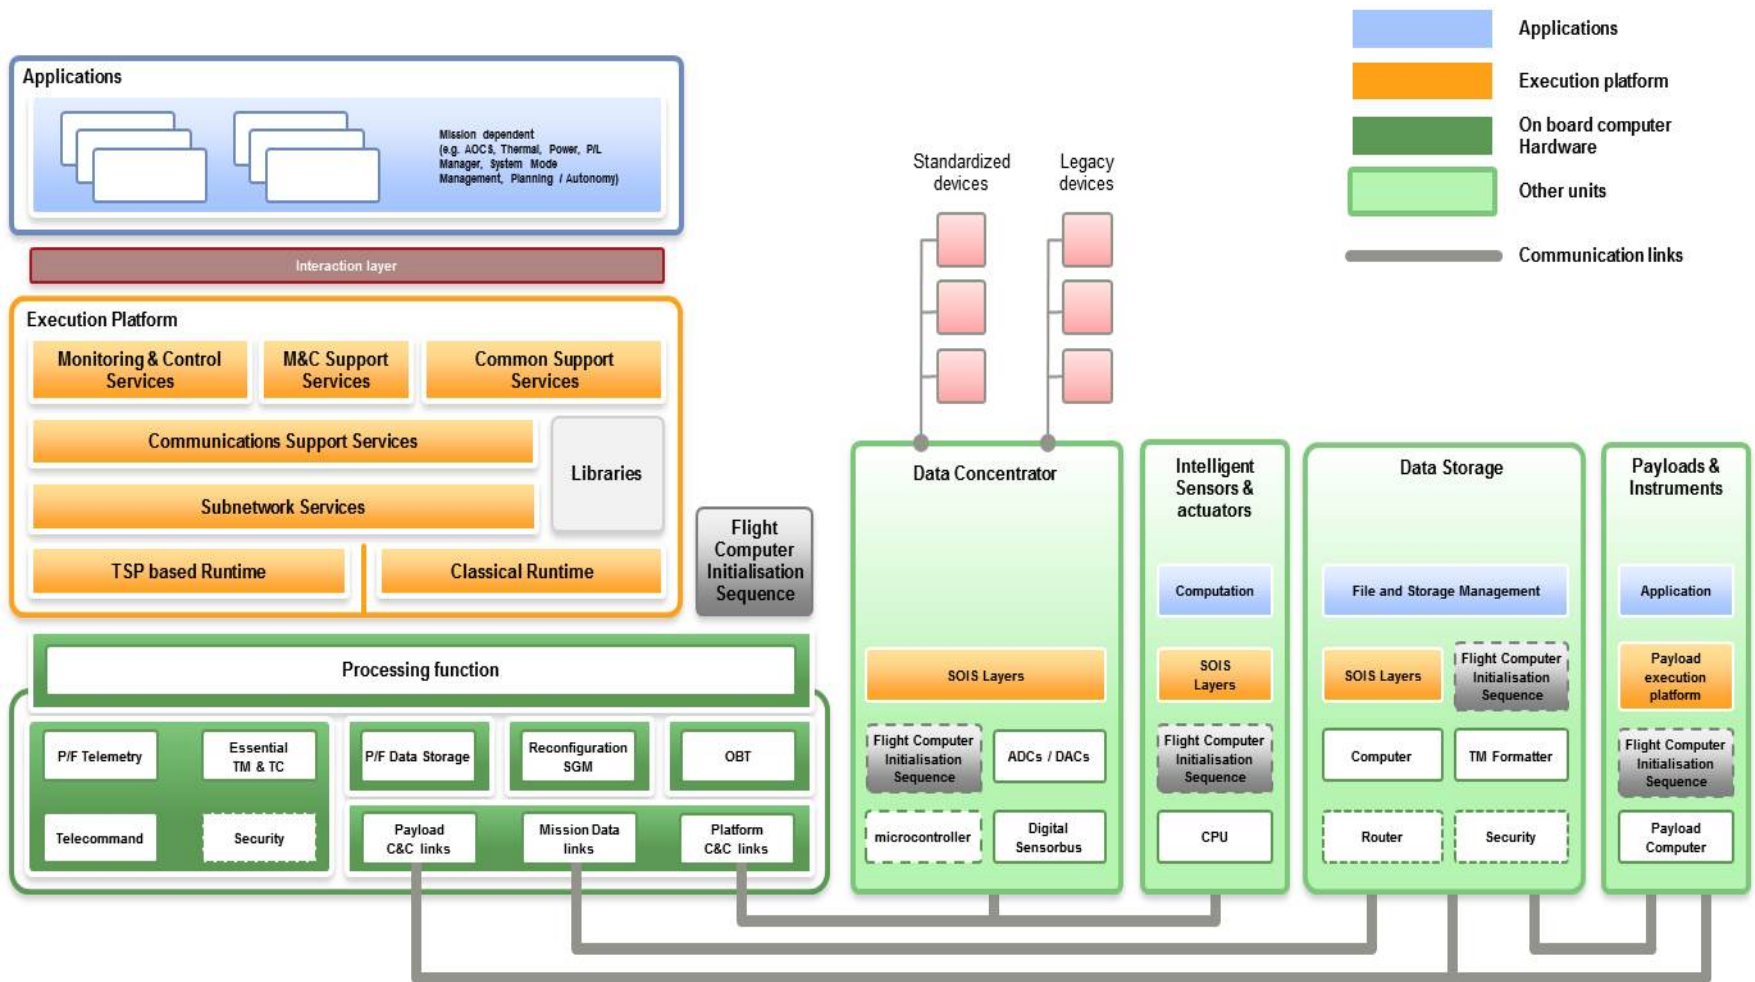 Applications
Execution platform
On board computer
Hardware
Other units
Communication links
Applications
Mission dependent
(e.g. AOCS, Thermal, Power, P/L
Manager, System Mode
Management, Planning / Autonomy)
Interaction layer
Execution Platform
Monitoring & Control
Services
M&C Support
Services
Common Support
Services
Communications Support Services
Libraries
Subnetwork Services
TSP based Runtime
Classical Runtime
Flight
Computer
Initialisation
Sequence
Processing function
P/F Telemetry
Essential
TM & TC
Telecommand
Security
P/F Data Storage
Reconfiguration
SGM
OBT
Payload
C&C links
Mission Data
links
Platform
C&C links
Standardized
devices
Legacy
devices
Data Concentrator
SOIS Layers
Flight Computer
Initialisation
Sequence
ADCs / DACs
microcontroller
Digital
Sensorbus
Intelligent
Sensors &
actuators
Computation
SOIS
Layers
Flight Computer
Initialisation
Sequence
CPU
Data Storage
File and Storage Management
SOIS Layers
Flight Computer
Initialisation
Sequence
Computer
TM Formatter
Router
Security
Payloads &
Instruments
Application
Payload
execution
platform
Flight Computer
Initialisation
Sequence
Payload
Computer